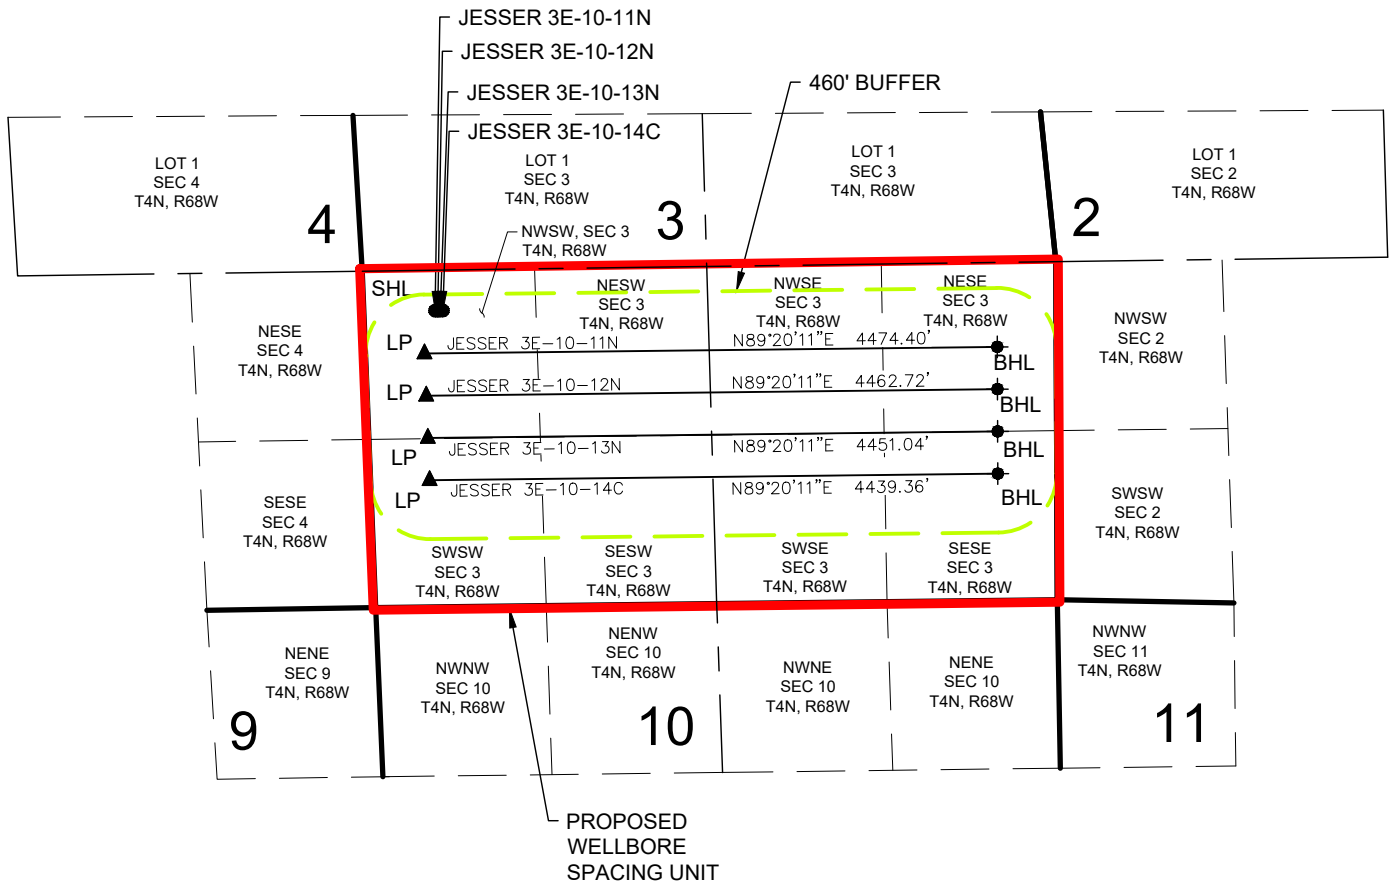 JESSER 3E-10-11N
JESSER 3E-10-12N
JESSER 3E-10-13N
JESSER 3E-10-14C
460' BUFFER
LOT 1
SEC 4
T4N, R68W
LOT 1
SEC 3
T4N, R68W
LOT 1
SEC 3
T4N, R68W
LOT 1
SEC 2
T4N, R68W
4
3
2
NWSW, SEC 3
T4N, R68W
SHL
NESW
SEC 3
T4N, R68W
NWSE
SEC 3
T4N, R68W
NESE
SEC 3
T4N, R68W
NESE
SEC 4
T4N, R68W
NWSW
SEC 2
T4N, R68W
LP
JESSER 3E-10-11N
N89°20'11"E 4474.40'
BHL
LP
JESSER 3E-10-12N
N89°20'11"E 4462.72'
BHL
LP
JESSER 3E-10-13N
N89°20'11"E 4451.04'
BHL
LP
JESSER 3E-10-14C
N89°20'11"E 4439.36'
BHL
SESE
SEC 4
T4N, R68W
SWSW
SEC 2
T4N, R68W
SWSW
SEC 3
T4N, R68W
SESW
SEC 3
T4N, R68W
SWSE
SEC 3
T4N, R68W
SESE
SEC 3
T4N, R68W
NENE
SEC 9
T4N, R68W
NWNW
SEC 10
T4N, R68W
NENW
SEC 10
T4N, R68W
NWNE
SEC 10
T4N, R68W
NENE
SEC 10
T4N, R68W
NWNW
SEC 11
T4N, R68W
9
10
11
PROPOSED
WELLBORE
SPACING UNIT